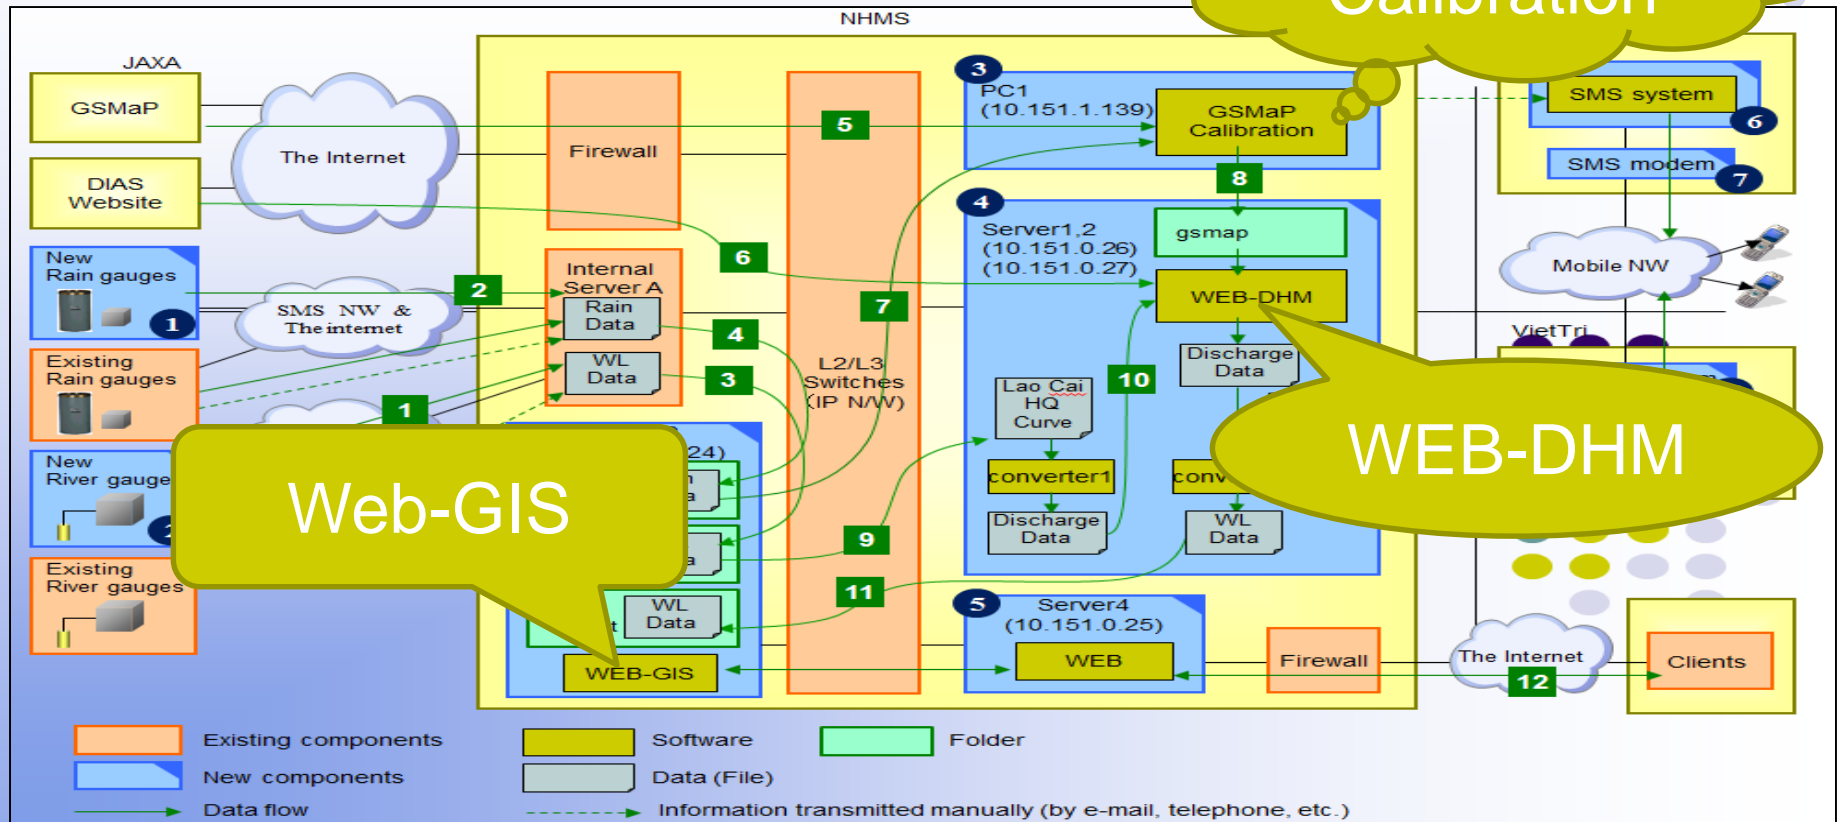 NHMS
Calibration
JAXA
GSMaP
DIAS
Website
The Internet
New
Rain gauges
1
Existing
Rain gauges
New
River gauge
Existing
River gauges
SMS NW &
The internet
Firewall
Internal
Server A
Rain
Data
WL
Data
24)
WL
Data
WEB-GIS
Web-GIS
L2/L3
Switches
(IP N/W)
3
PC1
(10.151.1.139)
GSMaP
Calibration
4
Server1,2
(10.151.0.26)
(10.151.0.27)
gsmap
WEB-DHM
Discharge
Data
Lao Cai
HQ
Curve
converter1
Discharge
Data
conv
WL
Data
WEB-DHM
5
Server4
(10.151.0.25)
WEB
Firewall
The Internet
Clients
SMS system
6
SMS modem
7
Mobile NW
VietTri
1
2
3
4
5
6
7
8
9
10
11
12
Existing components
Software
Folder
New components
Data (File)
Data flow
Information transmitted manually (by e-mail, telephone, etc.)